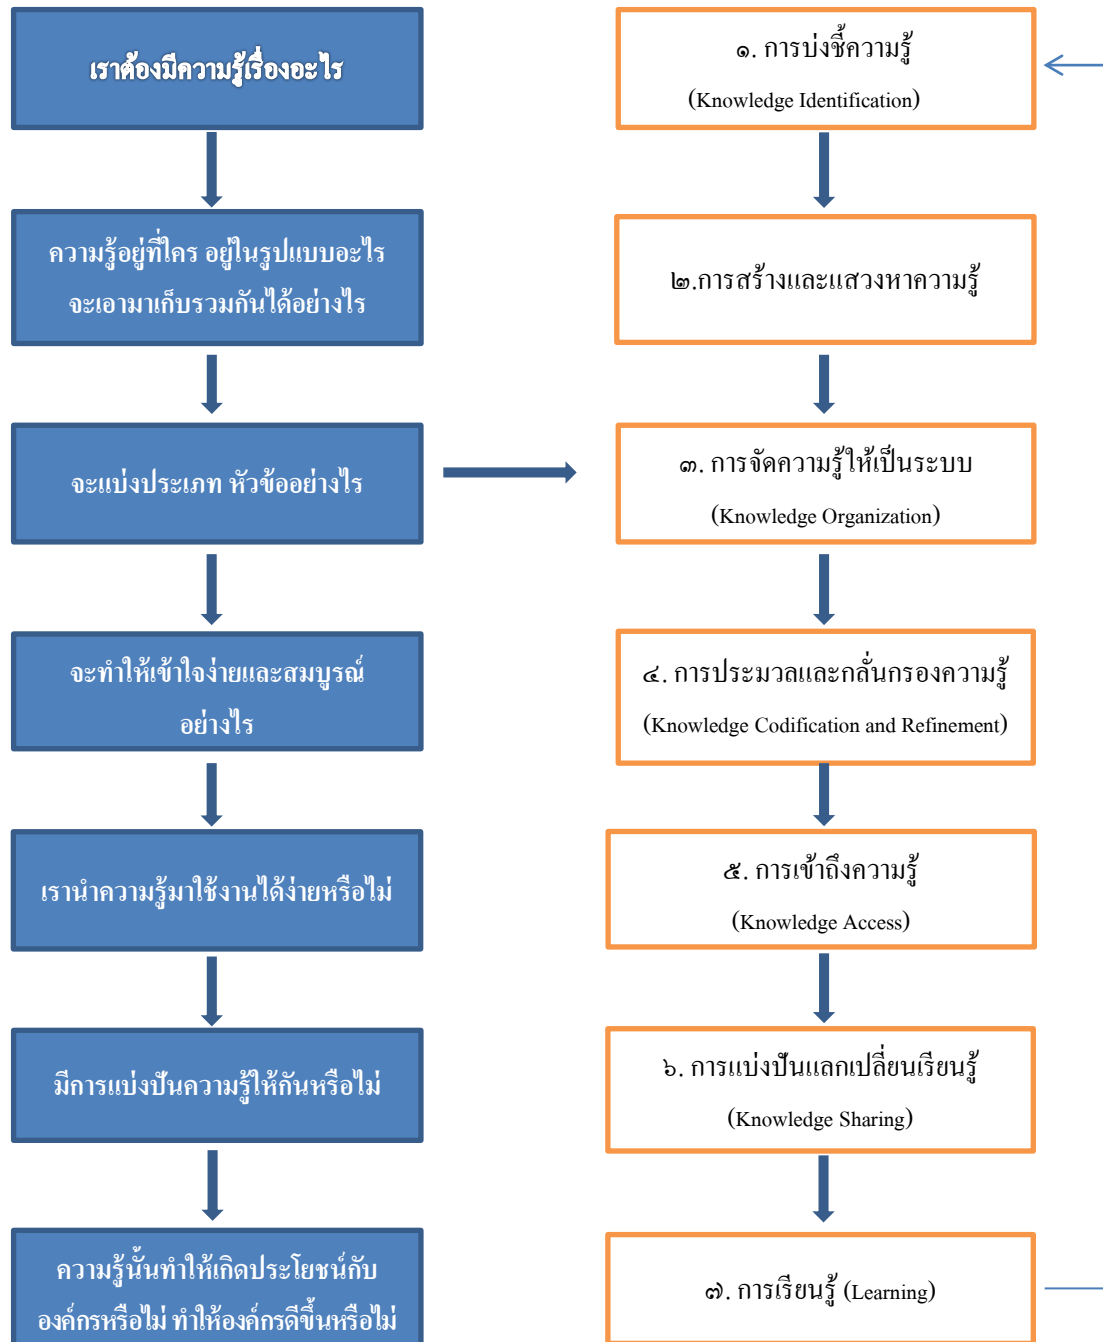 เราต้องมีความรู้เรื่องอะไร
ความรู้อยู่ที่ใคร อยู่ในรูปแบบอะไร
จะเอามาเก็บรวมกันได้อย่างไร
จะแบ่งประเภท หัวข้ออย่างไร
จะทำให้เข้าใจง่ายและสมบูรณ์
อย่างไร
เรานำความรู้มาใช้งานได้ง่ายหรือไม่
มีการแบ่งปันความรู้ให้กันหรือไม่
ความรู้นั้นทำให้เกิดประโยชน์กับ
องค์กรหรือไม่ ทำให้องค์กรดีขึ้นหรือไม่
๑. การบ่งชี้ความรู้
(Knowledge Identification)
๒.การสร้างและแสวงหาความรู้
๓. การจัดความรู้ให้เป็นระบบ
(Knowledge Organization)
๔. การประมวลและกลั่นกรองความรู้
(Knowledge Codification and Refinement)
๕. การเข้าถึงความรู้
(Knowledge Access)
๖. การแบ่งปันแลกเปลี่ยนเรียนรู้
(Knowledge Sharing)
๗. การเรียนรู้ (Learning)